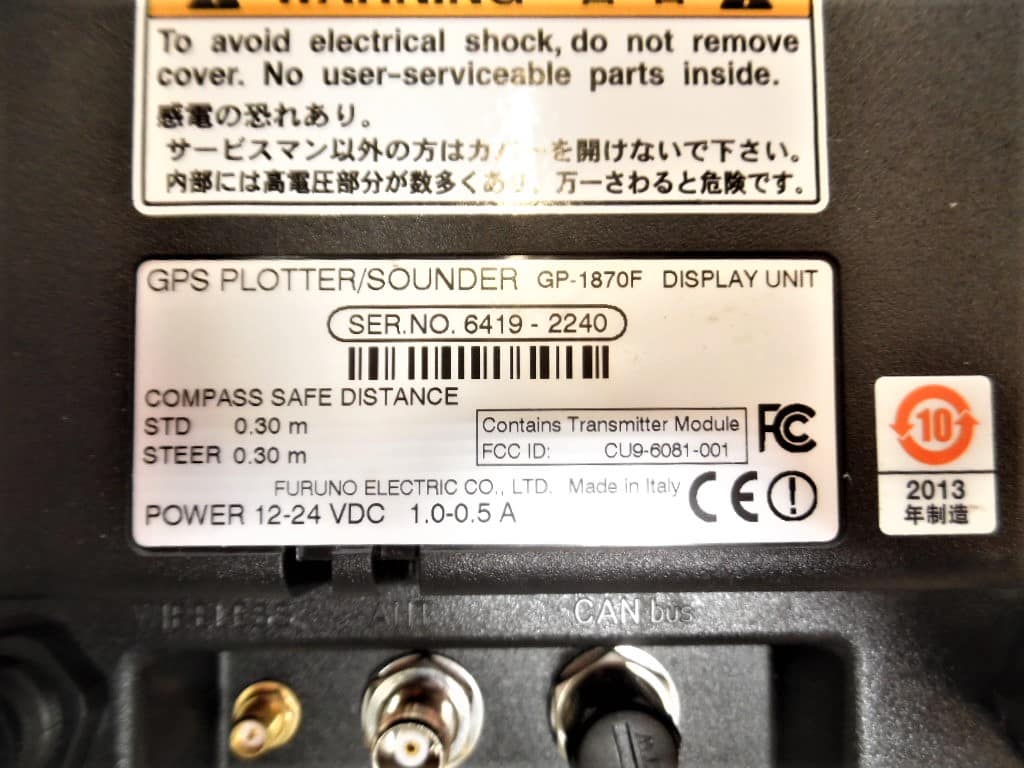 WARNING 警告
To avoid electrical shock, do not remove
cover. No user-serviceable parts inside.
感電の恐れあり。
サービスマン以外の方はカバーを開けないで下さい。
内部には高電圧部分が数多くあり、万一さわると危険です。
GPS PLOTTER/SOUNDER GP-1870F DISPLAY UNIT
SER.NO. 6419 - 2240
COMPASS SAFE DISTANCE
STD 0.30 m
STEER 0.30 m
Contains Transmitter Module
FCC ID: CU9-6081-001
FC
FURUNO ELECTRIC CO., LTD. Made in Italy
CE
POWER 12-24 VDC 1.0-0.5 A
10
2013
年制造
WIRELESS ANT CAN bus